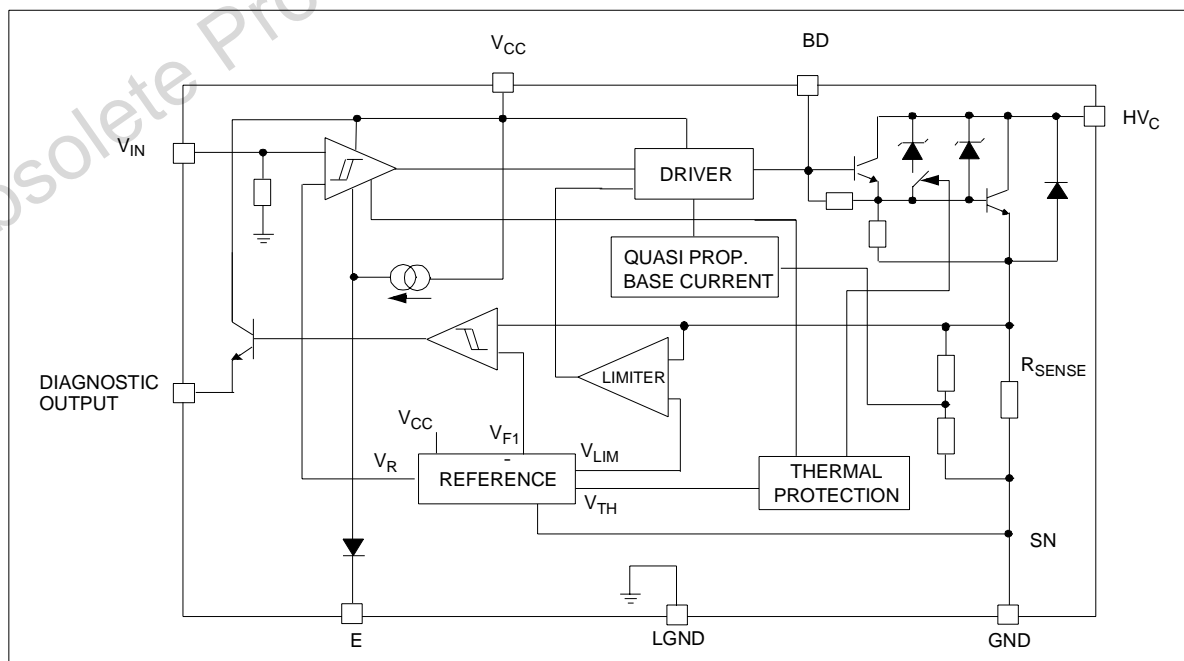 bsolete Pro
VCC
BD
HVC
VIN
DRIVER
QUASI PROP.
BASE CURRENT
DIAGNOSTIC
OUTPUT
LIMITER
RSENSE
VCC
VF1
VLIM
VR
-
REFERENCE
VTH
THERMAL
PROTECTION
SN
E
LGND
GND